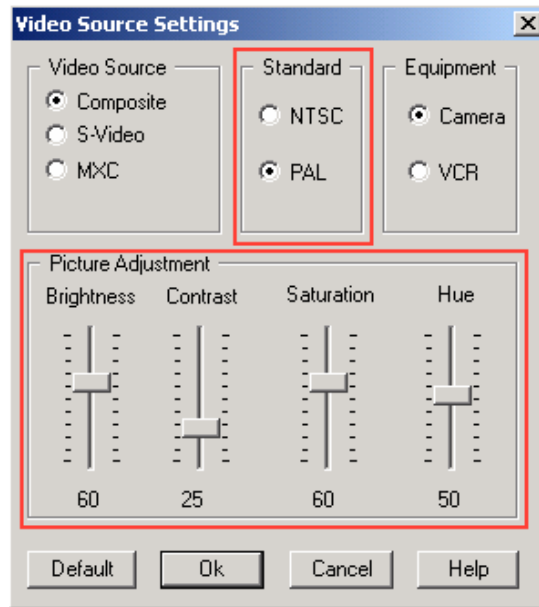 Video Source Settings
Video Source
Composite
S-Video
MXC
Standard
NTSC
PAL
Equipment
Camera
VCR
Picture Adjustment
Brightness Contrast Saturation Hue
60 25 60 50
Default Ok Cancel Help